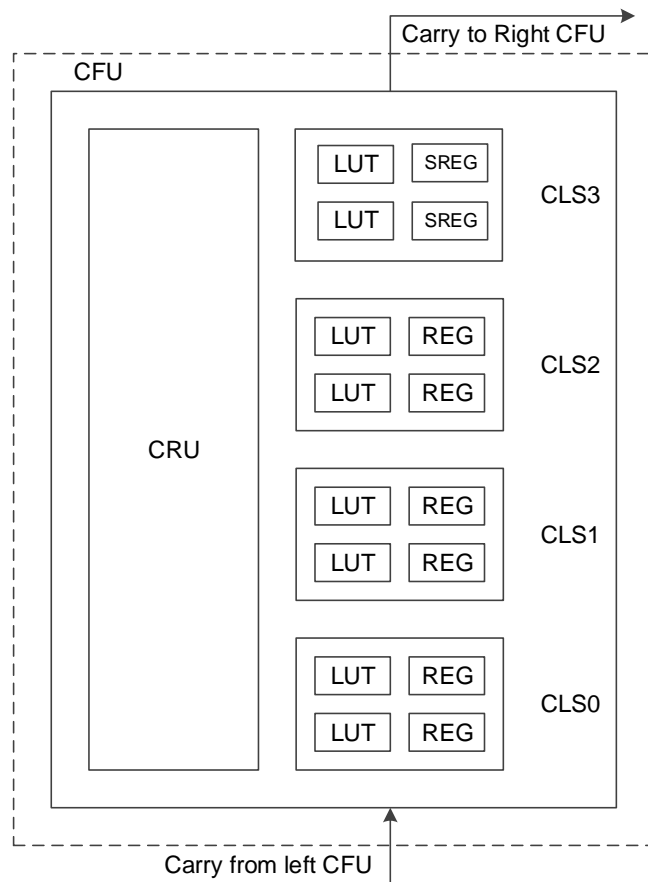 Carry to Right CFU
CFU
LUT SREG
LUT SREG
CLS3
LUT REG
LUT REG
CLS2
CRU
LUT REG
LUT REG
CLS1
LUT REG
LUT REG
CLS0
Carry from left CFU